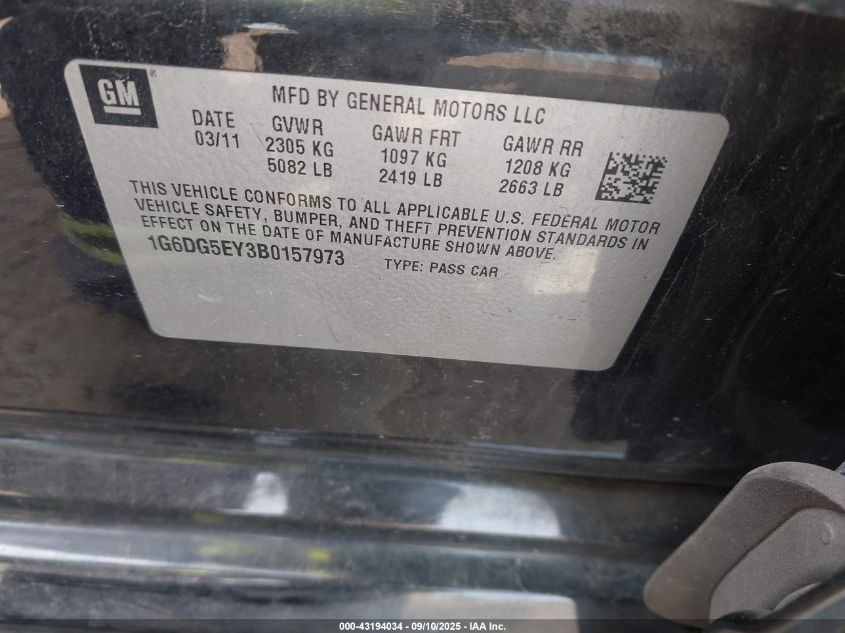 GM®
MFD BY GENERAL MOTORS LLC
DATE GVWR GAWR FRT GAWR RR
03/11 2305 KG 1097 KG 1208 KG
5082 LB 2419 LB 2663 LB
THIS VEHICLE CONFORMS TO ALL APPLICABLE U.S. FEDERAL MOTOR
VEHICLE SAFETY, BUMPER, AND THEFT PREVENTION STANDARDS IN
EFFECT ON THE DATE OF MANUFACTURE SHOWN ABOVE.
1G6DG5EY3B0157973 TYPE: PASS CAR
000-43194034 - 09/10/2025 - IAA Inc.